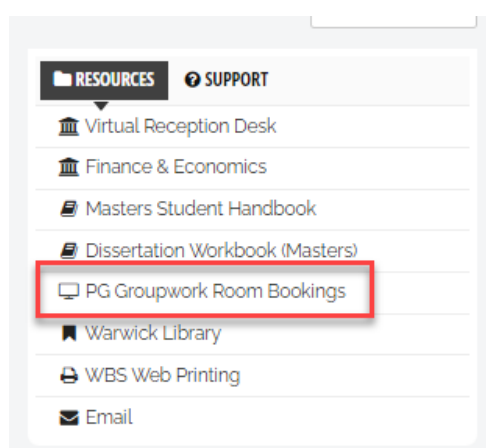 RESOURCES SUPPORT
Virtual Reception Desk
Finance & Economics
Masters Student Handbook
Dissertation Workbook (Masters)
PG Groupwork Room Bookings
Warwick Library
WBS Web Printing
Email